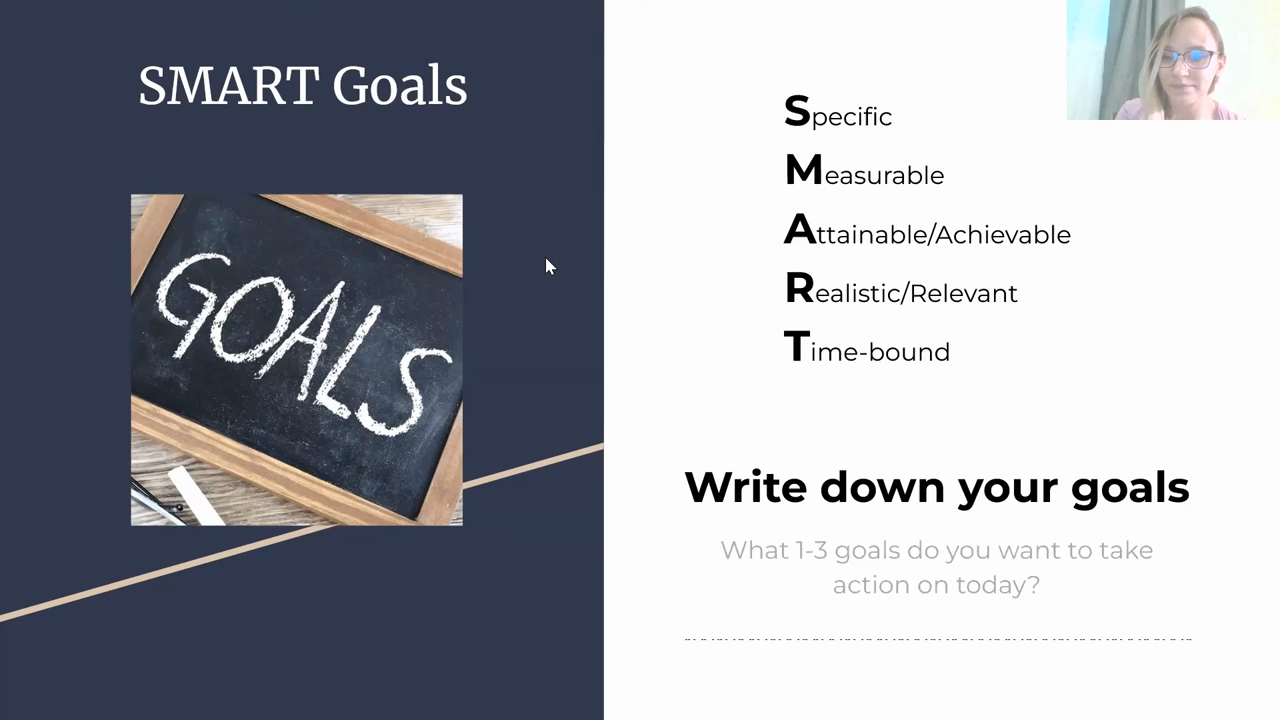 SMART Goals
GOALS
Specific
Measurable
Attainable/Achievable
Realistic/Relevant
Time-bound
Write down your goals
What 1-3 goals do you want to take
action on today?